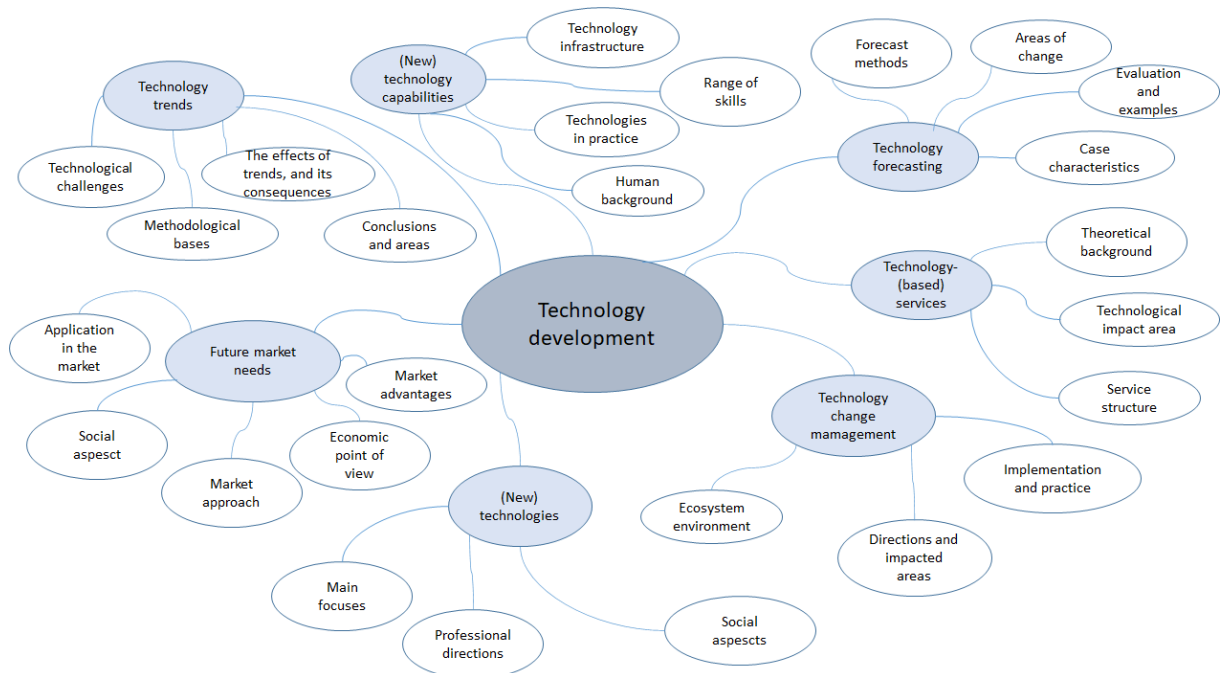 Technology
trends
Technological
challenges
Methodological
bases
The effects of
trends, and its
consequences
Conclusions
and areas
(New)
technology
capabilities
Technology
infrastructure
Range of
skills
Technologies
in practice
Human
background
Technology
forecasting
Forecast
methods
Areas of
change
Evaluation
and
examples
Case
characteristics
Technology-
(based)
services
Theoretical
background
Technological
impact area
Service
structure
Technology
development
Future market
needs
Application
in the
market
Social
aspesct
Market
approach
Economic
point of
view
Market
advantages
(New)
technologies
Main
focuses
Professional
directions
Social
aspescts
Technology
change
mamagement
Ecosystem
environment
Directions and
impacted
areas
Implementation
and practice